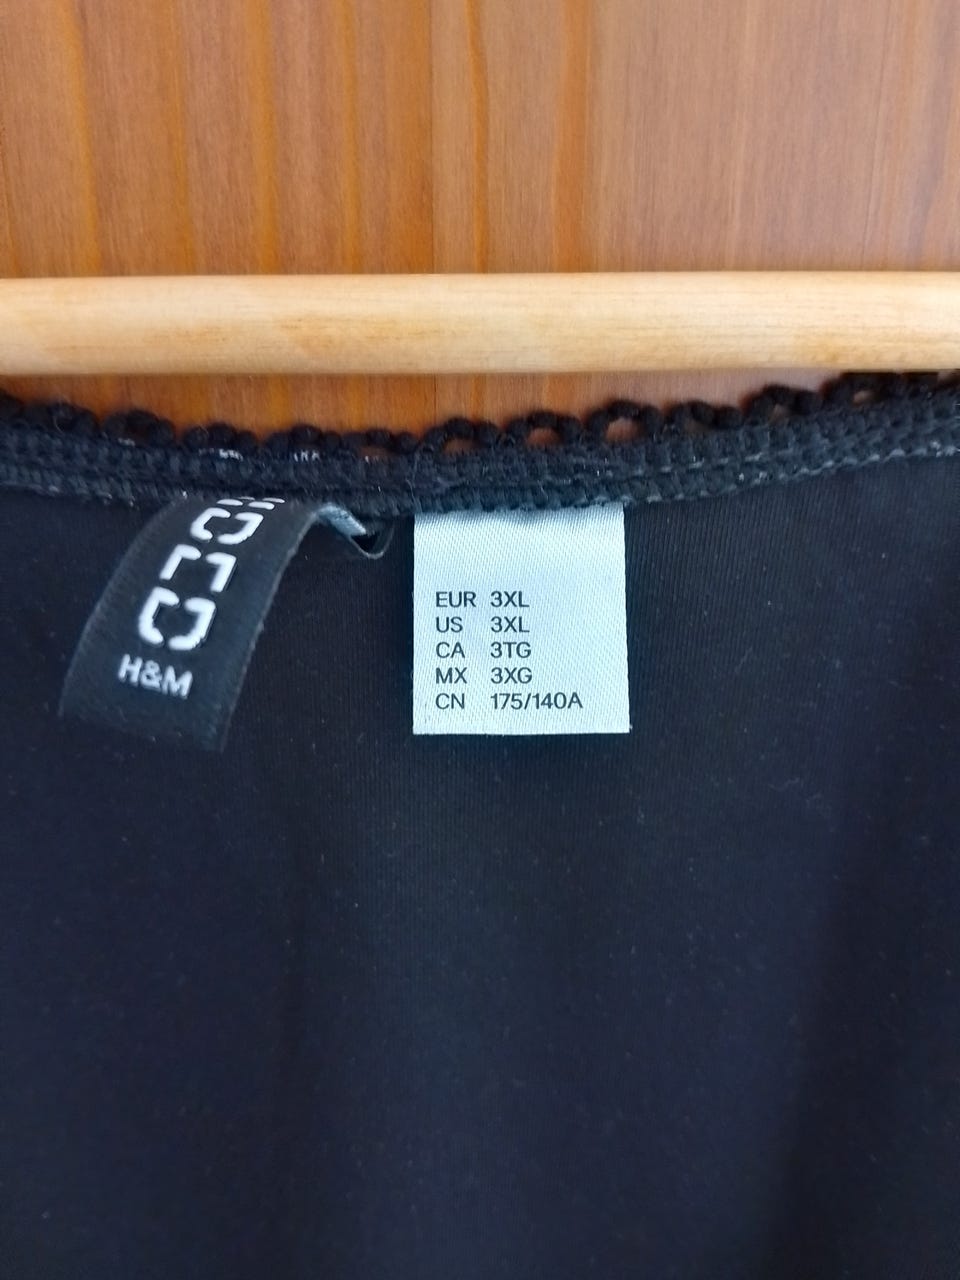 H&M
EUR 3XL
US 3XL
CA 3TG
MX 3XG
CN 175/140A